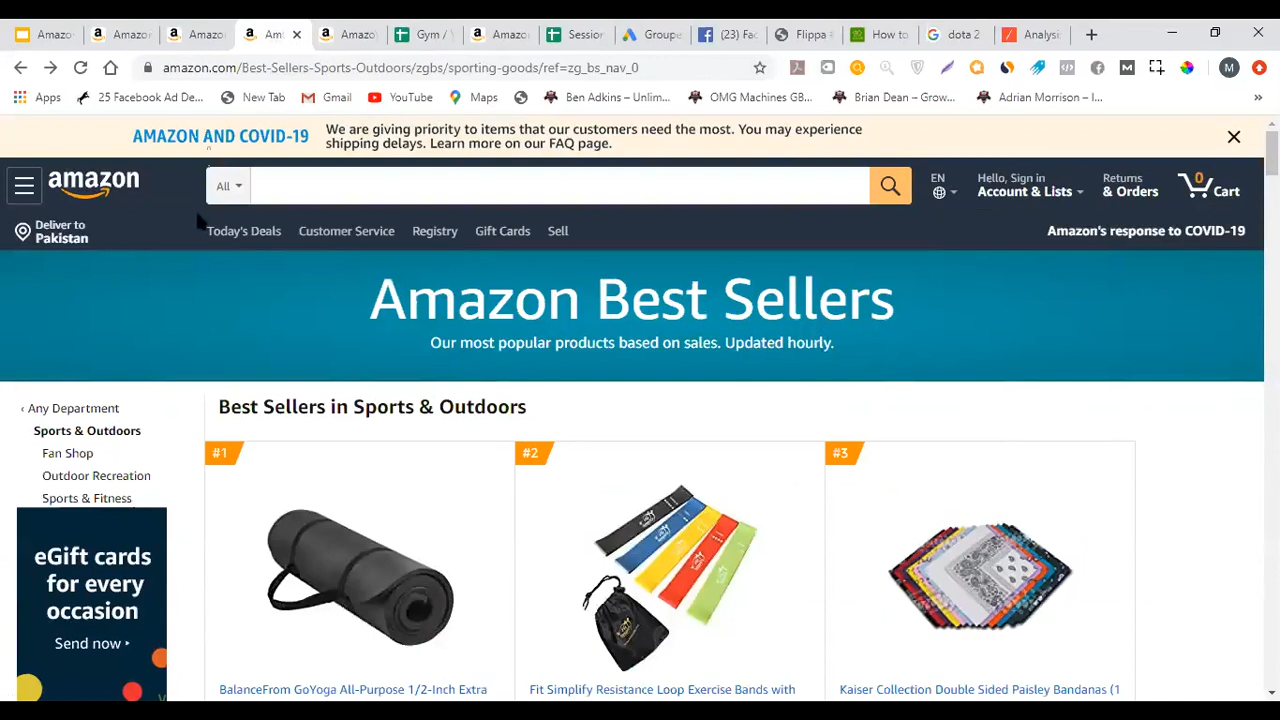 Amazo
Amazor
Amazo
Am
Amazo
Gym /
Amazo
Session
Groupe
(23) Fac
Flippa
How to
dota 2
Analysi
amazon.com/Best-Sellers-Sports-Outdoors/zgbs/sporting-goods/ref=zg_bs_nav_0
M
Apps
25 Facebook Ad De...
New Tab
Gmail
YouTube
Maps
Ben Adkins – Unlim...
OMG Machines GB...
Brian Dean – Grow...
Adrian Morrison – I...
»
AMAZON AND COVID-19
We are giving priority to items that our customers need the most. You may experience
shipping delays. Learn more on our FAQ page.
amazon
All
EN
Hello, Sign in
Account & Lists
Returns
& Orders
0
Cart
Deliver to
Pakistan
Today's Deals
Customer Service
Registry
Gift Cards
Sell
Amazon's response to COVID-19
Amazon Best Sellers
Our most popular products based on sales. Updated hourly.
‹ Any Department
Sports & Outdoors
Fan Shop
Outdoor Recreation
Sports & Fitness
eGift cards
for every
occasion
Send now ▸
Best Sellers in Sports & Outdoors
#1
#2
#3
BalanceFrom GoYoga All-Purpose 1/2-Inch Extra
Fit Simplify Resistance Loop Exercise Bands with
Kaiser Collection Double Sided Paisley Bandanas (1